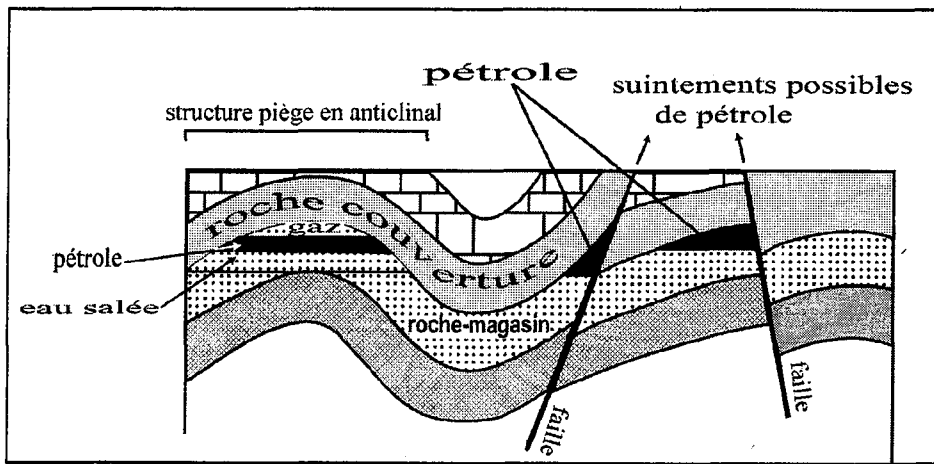 pétrole
suintements possibles
de pétrole
structure piège en anticlinal
roche couverture
gaz
pétrole
eau salée
roche-magasin
faille
faille